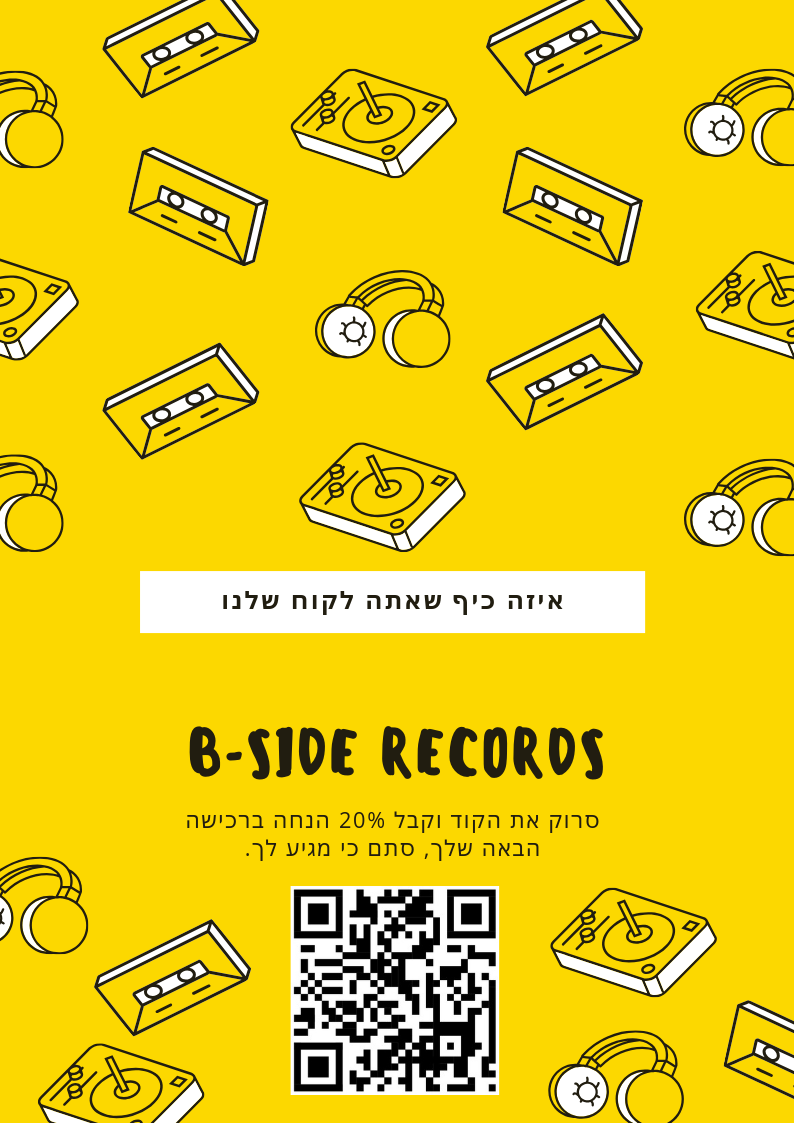 איזה כיף שאתה לקוח שלנו
B-SIDE RECORDS
סרוק את הקוד וקבל 20% הנחה ברכישה
הבאה שלך, סתם כי מגיע לך.